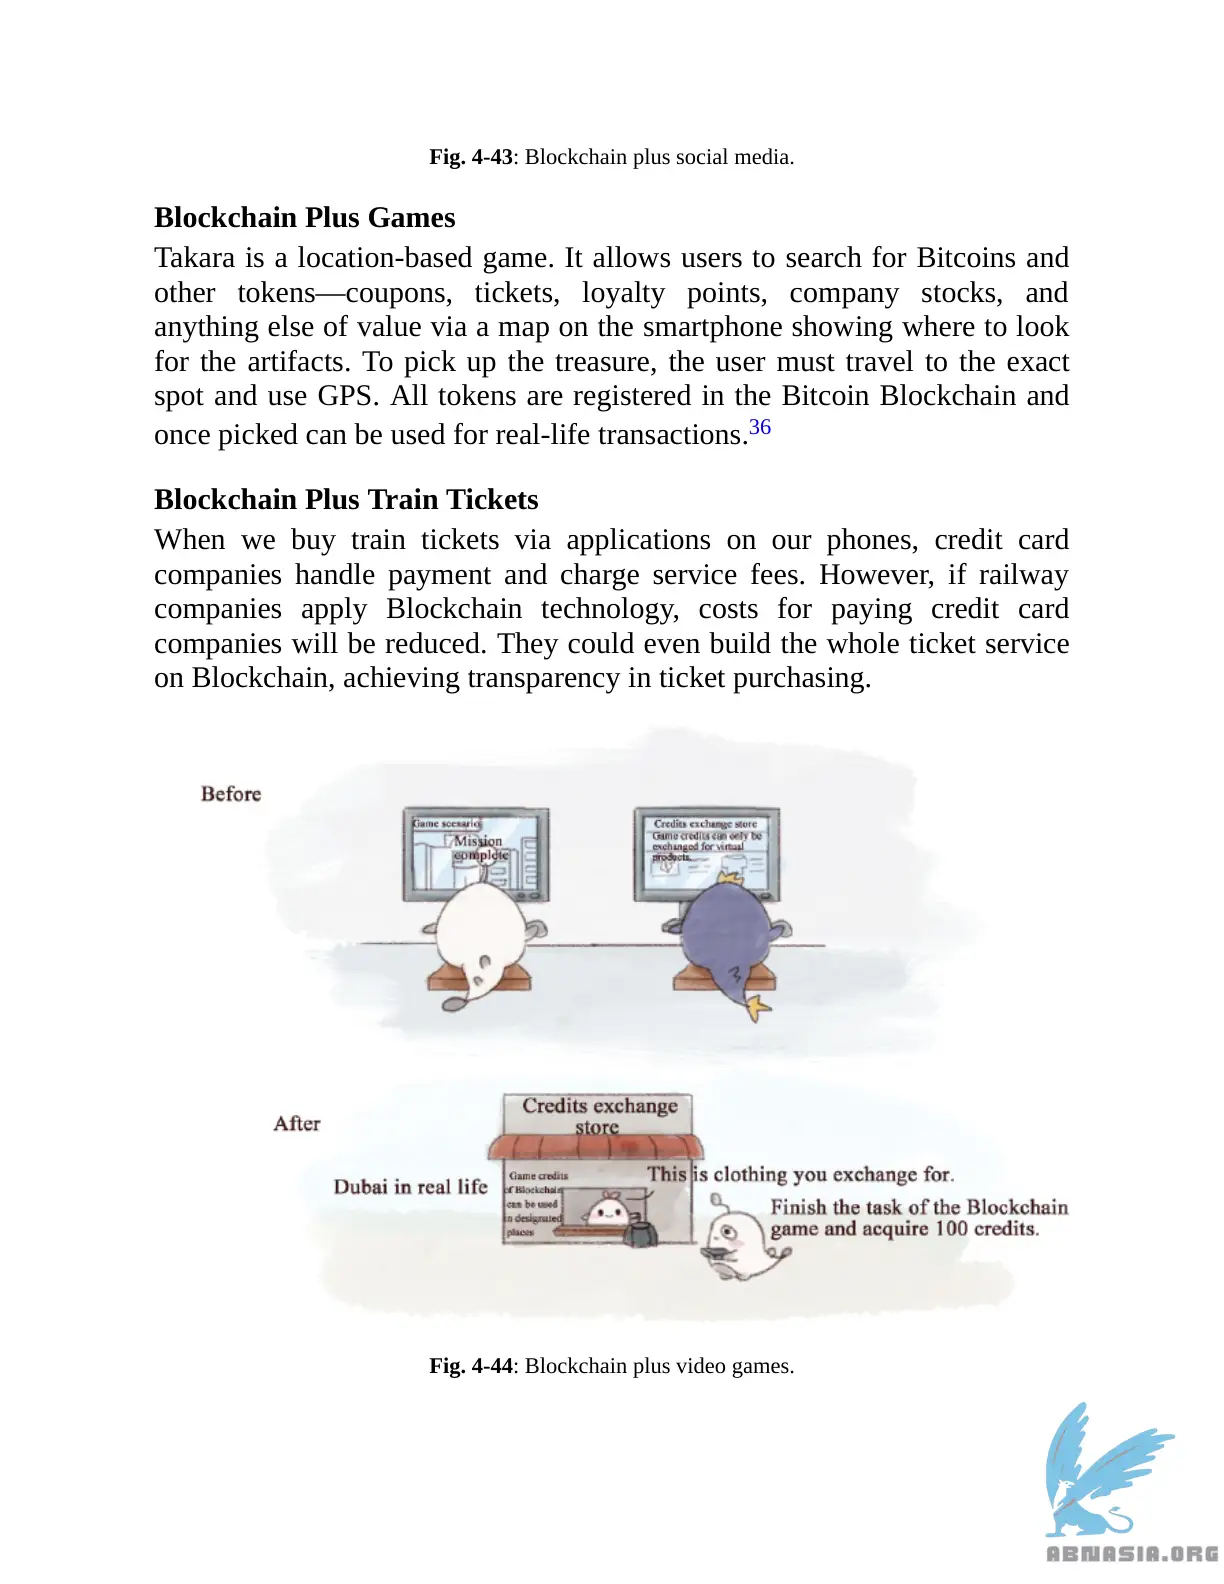 Fig. 4-43: Blockchain plus social media.
Blockchain Plus Games
Takara is a location-based game. It allows users to search for Bitcoins and
other tokens—coupons, tickets, loyalty points, company stocks, and
anything else of value via a map on the smartphone showing where to look
for the artifacts. To pick up the treasure, the user must travel to the exact
spot and use GPS. All tokens are registered in the Bitcoin Blockchain and
once picked can be used for real-life transactions.36
Blockchain Plus Train Tickets
When we buy train tickets via applications on our phones, credit card
companies handle payment and charge service fees. However, if railway
companies apply Blockchain technology, costs for paying credit card
companies will be reduced. They could even build the whole ticket service
on Blockchain, achieving transparency in ticket purchasing.
Before
Game scenario
Mission
complete
Credits exchange store
Game credits can only be
exchanged for virtual
products.
After
Credits exchange
store
Dubai in real life
Game credits
of Blockchain
can be used
in designated
places
This is clothing you exchange for.
Finish the task of the Blockchain
game and acquire 100 credits.
Fig. 4-44: Blockchain plus video games.
ABNASIA.ORG